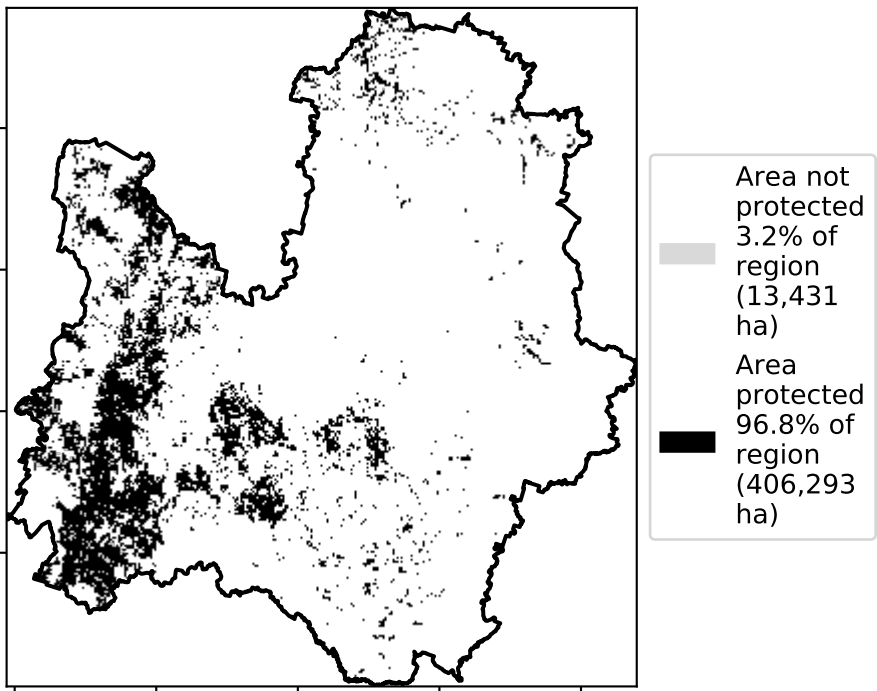 Area not
protected
3.2% of
region
(13,431
ha)
Area
protected
96.8% of
region
(406,293
ha)